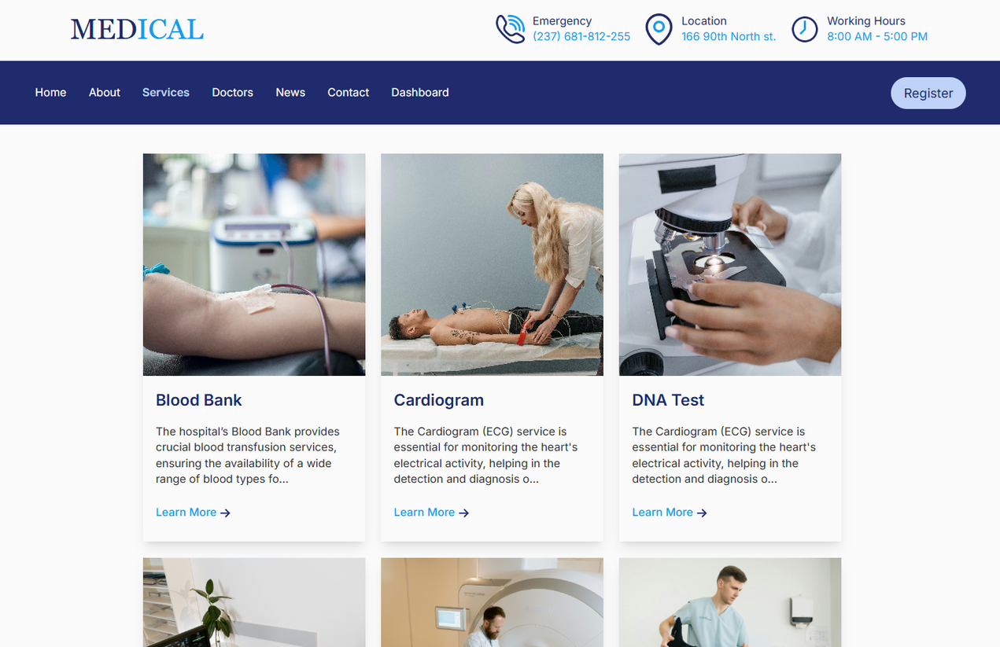 MEDICAL
Emergency
(237) 681-812-255
Location
166 90th North st.
Working Hours
8:00 AM - 5:00 PM
Home About Services Doctors News Contact Dashboard Register
Blood Bank
The hospital’s Blood Bank provides
crucial blood transfusion services,
ensuring the availability of a wide
range of blood types fo...
Learn More
Cardiogram
The Cardiogram (ECG) service is
essential for monitoring the heart's
electrical activity, helping in the
detection and diagnosis o...
Learn More
DNA Test
The Cardiogram (ECG) service is
essential for monitoring the heart's
electrical activity, helping in the
detection and diagnosis o...
Learn More